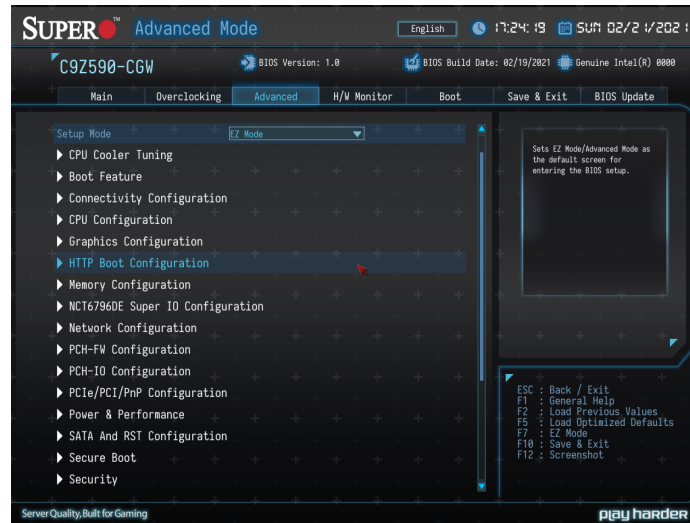 SUPER™ Advanced Mode English 17:24:19 SUN 02/21/2021
C9Z590-CGW BIOS Version: 1.0 BIOS Build Date: 02/19/2021 Genuine Intel(R) 0000
Main Overclocking Advanced H/W Monitor Boot Save & Exit BIOS Update
Setup Mode EZ Mode
CPU Cooler Tuning
Boot Feature
Connectivity Configuration
CPU Configuration
Graphics Configuration
HTTP Boot Configuration
Memory Configuration
NCT6796DE Super IO Configuration
Network Configuration
PCH-FW Configuration
PCH-IO Configuration
PCIe/PCI/PnP Configuration
Power & Performance
SATA And RST Configuration
Secure Boot
Security
Sets EZ Mode/Advanced Mode as
the default screen for
entering the BIOS setup.
ESC : Back / Exit
F1 : General Help
F2 : Load Previous Values
F5 : Load Optimized Defaults
F7 : EZ Mode
F10 : Save & Exit
F12 : Screenshot
Server Quality, Built for Gaming
play harder